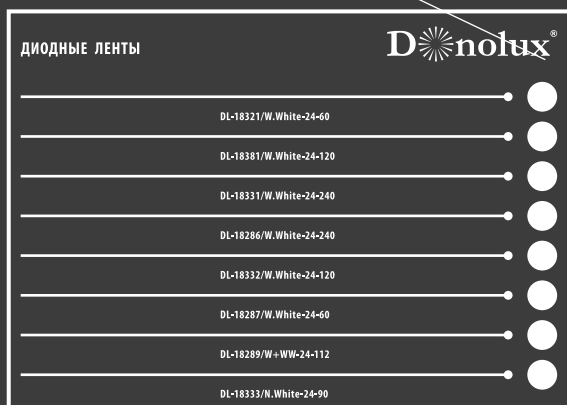 ДИОДНЫЕ ЛЕНТЫ
Donolux®
DL-18321/W.White-24-60
DL-18381/W.White-24-120
DL-18331/W.White-24-240
DL-18286/W.White-24-240
DL-18332/W.White-24-120
DL-18287/W.White-24-60
DL-18289/W+WW-24-112
DL-18333/N.White-24-90